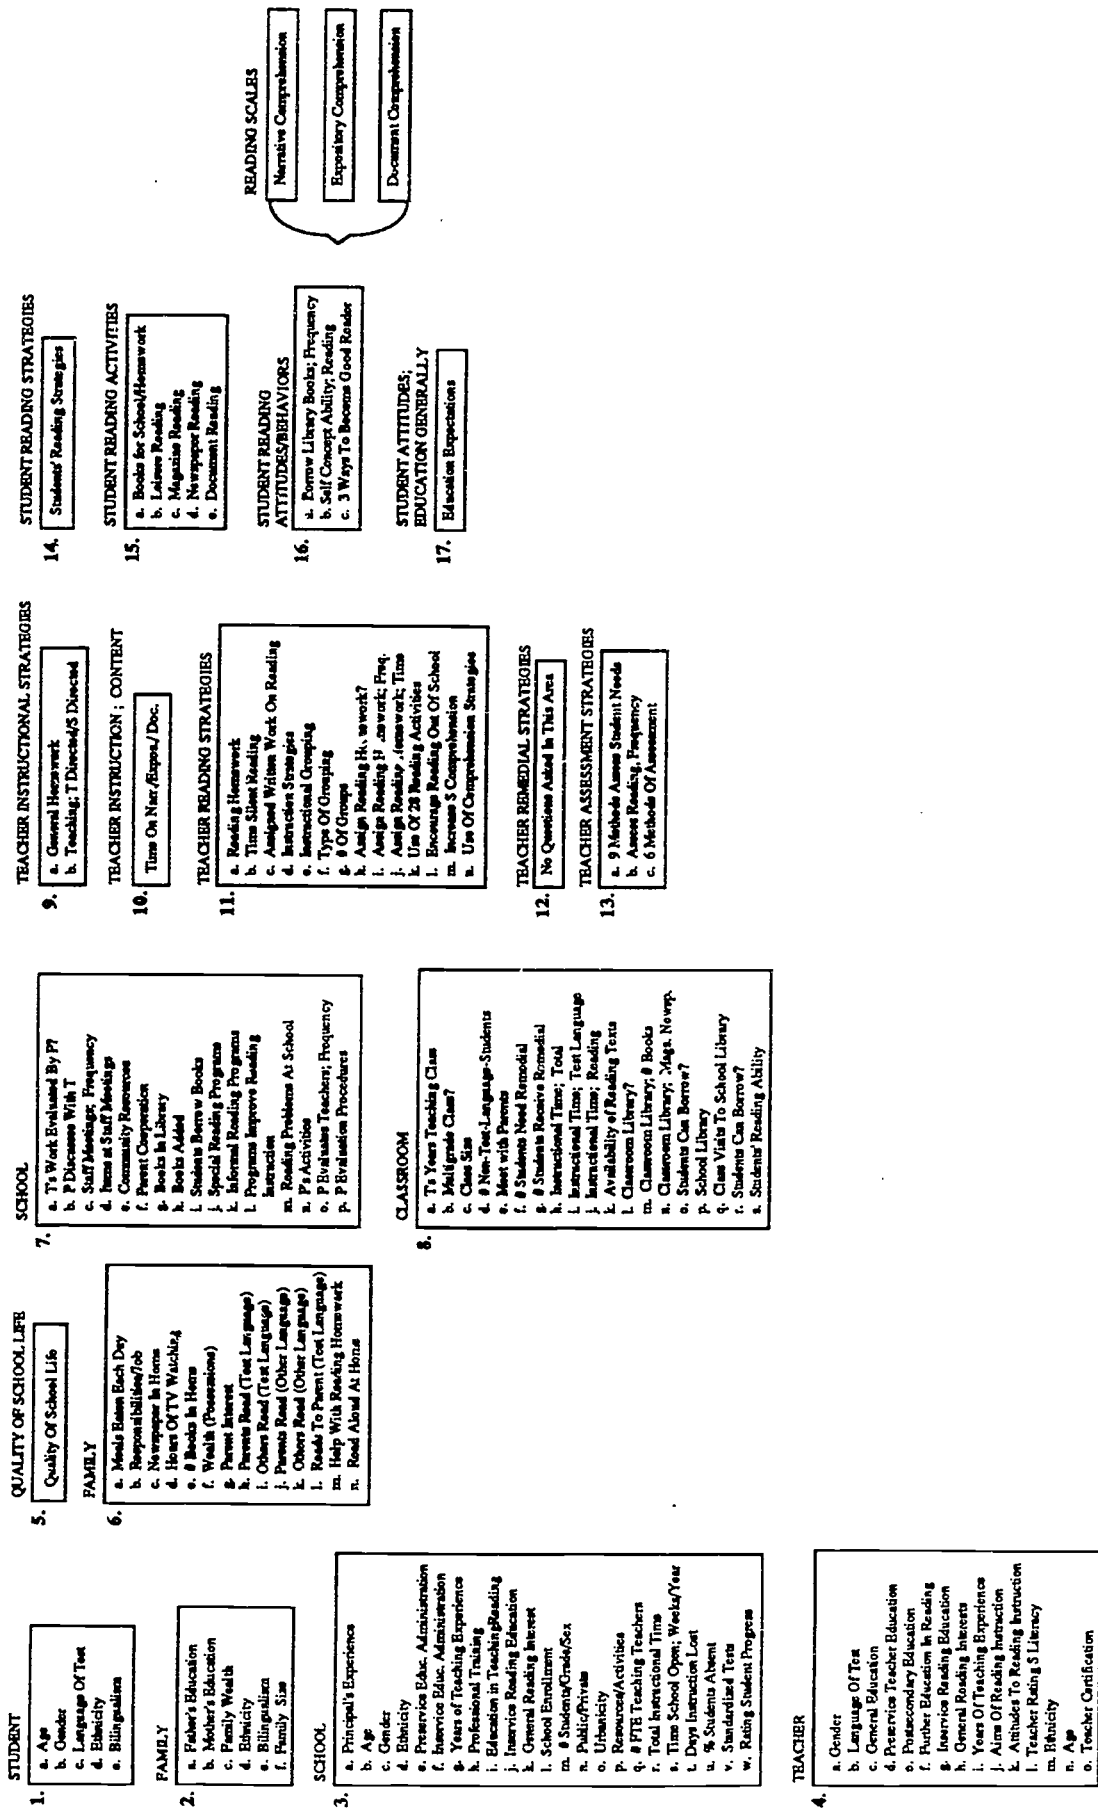 STUDENT
1.
a. Age
b. Gender
c. Language Of Test
d. Ethnicity
e. Bilingualism
FAMILY
2.
a. Father's Education
b. Mother's Education
c. Family Wealth
d. Ethnicity
e. Bilingualism
f. Family Size
SCHOOL
3.
a. Principal's Experience
b. Age
c. Gender
d. Ethnicity
e. Preservice Educ. Administration
f. Inservice Educ. Administration
g. Years of Teaching Experience
h. Professional Training
i. Education in TeachingReading
j. Inservice Reading Education
k. General Reading Interest
l. School Enrollment
m. # Students/Grade/Sex
n. Public/Private
o. Urbanicity
p. Resources/Activities
q. # FTE Teaching Teachers
r. Total Instructional Time
s. Time School Open; Weeks/Year
t. Days Instruction Lost
u. % Students Absent
v. Standardized Tests
w. Rating Student Progress
TEACHER
4.
a. Gender
b. Language Of Test
c. General Education
d. Preservice Teacher Education
e. Postsecondary Education
f. Further Education In Reading
g. Inservice Reading Education
h. General Reading Interests
i. Years Of Teaching Experience
j. Aims Of Reading Instruction
k. Attitudes To Reading Instruction
l. Teacher Rating S Literacy
m. Ethnicity
n. Age
o. Teacher Certification
QUALITY OF SCHOOL LIFE
5.
Quality Of School Life
FAMILY
6.
a. Meals Eaten Each Day
b. Responsibilities/Job
c. Newspaper In Home
d. Hours Of TV Watching
e. # Books in Home
f. Wealth (Possessions)
g. Parent Interest
h. Parents Read (Test Language)
i. Others Read (Test Language)
j. Parents Read (Other Language)
k. Others Read (Other Language)
l. Reads To Parent (Test Language)
m. Help With Reading Homework
n. Read Aloud At Home
SCHOOL
7.
a. T's Work Evaluated By P?
b. P Discusses With T
c. Staff Meetings; Frequency
d. Items at Staff Meetings
e. Community Resources
f. Parent Cooperation
g. Books In Library
h. Books Added
i. Students Borrow Books
j. Special Reading Programs
k. Informal Reading Programs
l. Programs Improve Reading
Instruction
m. Reading Problems At School
n. P's Activities
o. P Evaluates Teachers; Frequency
p. P Evaluation Procedures
CLASSROOM
8.
a. T's Years Teaching Class
b. Multigrade Class?
c. Class Size
d. # Non-Test-Language-Students
e. Meet with Parents
f. # Students Need Remedial
g. # Students Receive Remedial
h. Instructional Time; Total
i. Instructional Time; Test Language
j. Instructional Time; Reading
k. Availability of Reading Texts
l. Classroom Library?
m. Classroom Library; # Books
n. Classroom Library; Mags. Newsp.
o. Students Can Borrow?
p. School Library
q. Class Visits To School Library
r. Students Can Borrow?
s. Students' Reading Ability
TEACHER INSTRUCTIONAL STRATEGIES
9.
a. General Homework
b. Teaching; T Directed/S Directed
TEACHER INSTRUCTION ; CONTENT
10.
Time On Narr/Expos/Doc.
TEACHER READING STRATEGIES
11.
a. Reading Homework
b. Time Silent Reading
c. Assigned Written Work On Reading
d. Instruction Strategies
e. Instructional Grouping
f. Type Of Grouping
g. # Of Groups
h. Assign Reading Homework?
i. Assign Reading Homework; Freq.
j. Assign Reading Homework; Time
k. Use Of 28 Reading Activities
l. Encourage Reading Out Of School
m. Increase S Comprehension
n. Use Of Comprehension Strategies
TEACHER REMEDIAL STRATEGIES
12.
No Questions Asked In This Area
TEACHER ASSESSMENT STRATEGIES
13.
a. 9 Methods Assess Student Needs
b. Assess Reading, Frequency
c. 6 Methods Of Assessment
STUDENT READING STRATEGIES
14.
Students' Reading Strategies
STUDENT READING ACTIVITIES
15.
a. Books for School/Homework
b. Leisure Reading
c. Magazine Reading
d. Newspaper Reading
e. Document Reading
STUDENT READING
ATTITUDES/BEHAVIORS
16.
a. Borrow Library Books; Frequency
b. Self Concept Ability; Reading
c. 3 Ways To Become Good Reader
STUDENT ATTITUDES;
EDUCATION GENERALLY
17.
Education Expectations
READING SCALES
Narrative Comprehension
Expository Comprehension
Document Comprehension